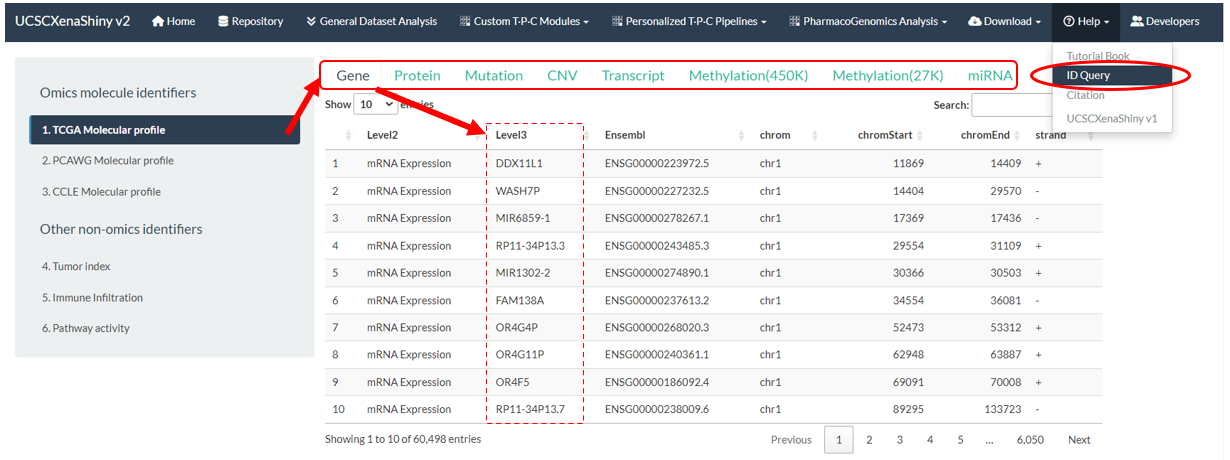 UCSCXenaShiny v2 Home Repository General Dataset Analysis Custom T-P-C Modules Personalized T-P-C Pipelines PharmacoGenomics Analysis Download Help Developers
Tutorial Book
ID Query
Citation
UCSCXenaShiny v1
Omics molecule identifiers
1. TCGA Molecular profile
2. PCAWG Molecular profile
3. CCLE Molecular profile
Other non-omics identifiers
4. Tumor index
5. Immune Infiltration
6. Pathway activity
Gene Protein Mutation CNV Transcript Methylation(450K) Methylation(27K) miRNA
Show 10 entries Search:
Level2 Level3 Ensembl chrom chromStart chromEnd strand
1 mRNA Expression DDX11L1 ENSG00000223972.5 chr1 11869 14409 +
2 mRNA Expression WASH7P ENSG00000227232.5 chr1 14404 29570 -
3 mRNA Expression MIR6859-1 ENSG00000278267.1 chr1 17369 17436 -
4 mRNA Expression RP11-34P13.3 ENSG00000243485.3 chr1 29554 31109 +
5 mRNA Expression MIR1302-2 ENSG00000274890.1 chr1 30366 30503 +
6 mRNA Expression FAM138A ENSG00000237613.2 chr1 34554 36081 -
7 mRNA Expression OR4G4P ENSG00000268020.3 chr1 52473 53312 +
8 mRNA Expression OR4G11P ENSG00000240361.1 chr1 62948 63887 +
9 mRNA Expression OR4F5 ENSG00000186092.4 chr1 69091 70008 +
10 mRNA Expression RP11-34P13.7 ENSG00000238009.6 chr1 89295 133723 -
Showing 1 to 10 of 60,498 entries
Previous 1 2 3 4 5 ... 6,050 Next